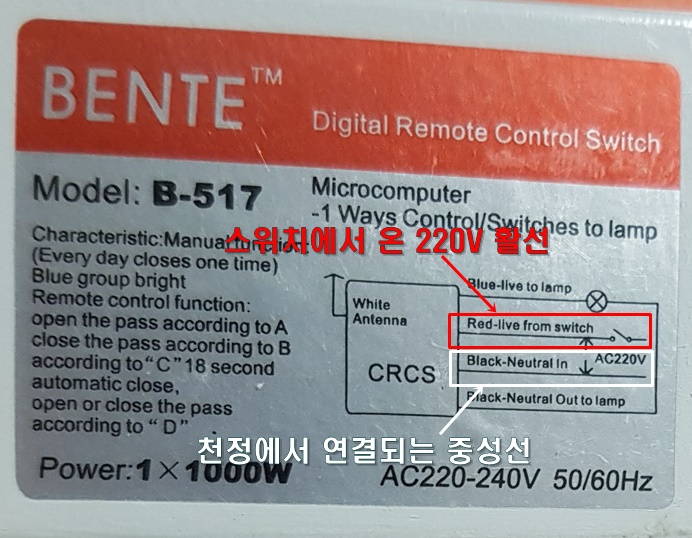 BENTE™
Digital Remote Control Switch
Model: B-517
Microcomputer
-1 Ways Control/Switches to lamp
스위치에서 온 220V 활선
Characteristic:Manual function
(Every day closes one time)
Blue group bright
Remote control function:
open the pass according to A
close the pass according to B
according to "C" 18 second
automatic close,
open or close the pass
according to " D"
White
Antenna
CRCS
Blue-live to lamp
Red-live from switch
Black-Neutral In
AC220V
Black-Neutral Out to lamp
천정에서 연결되는 중성선
Power:1×1000W
AC220-240V 50/60Hz